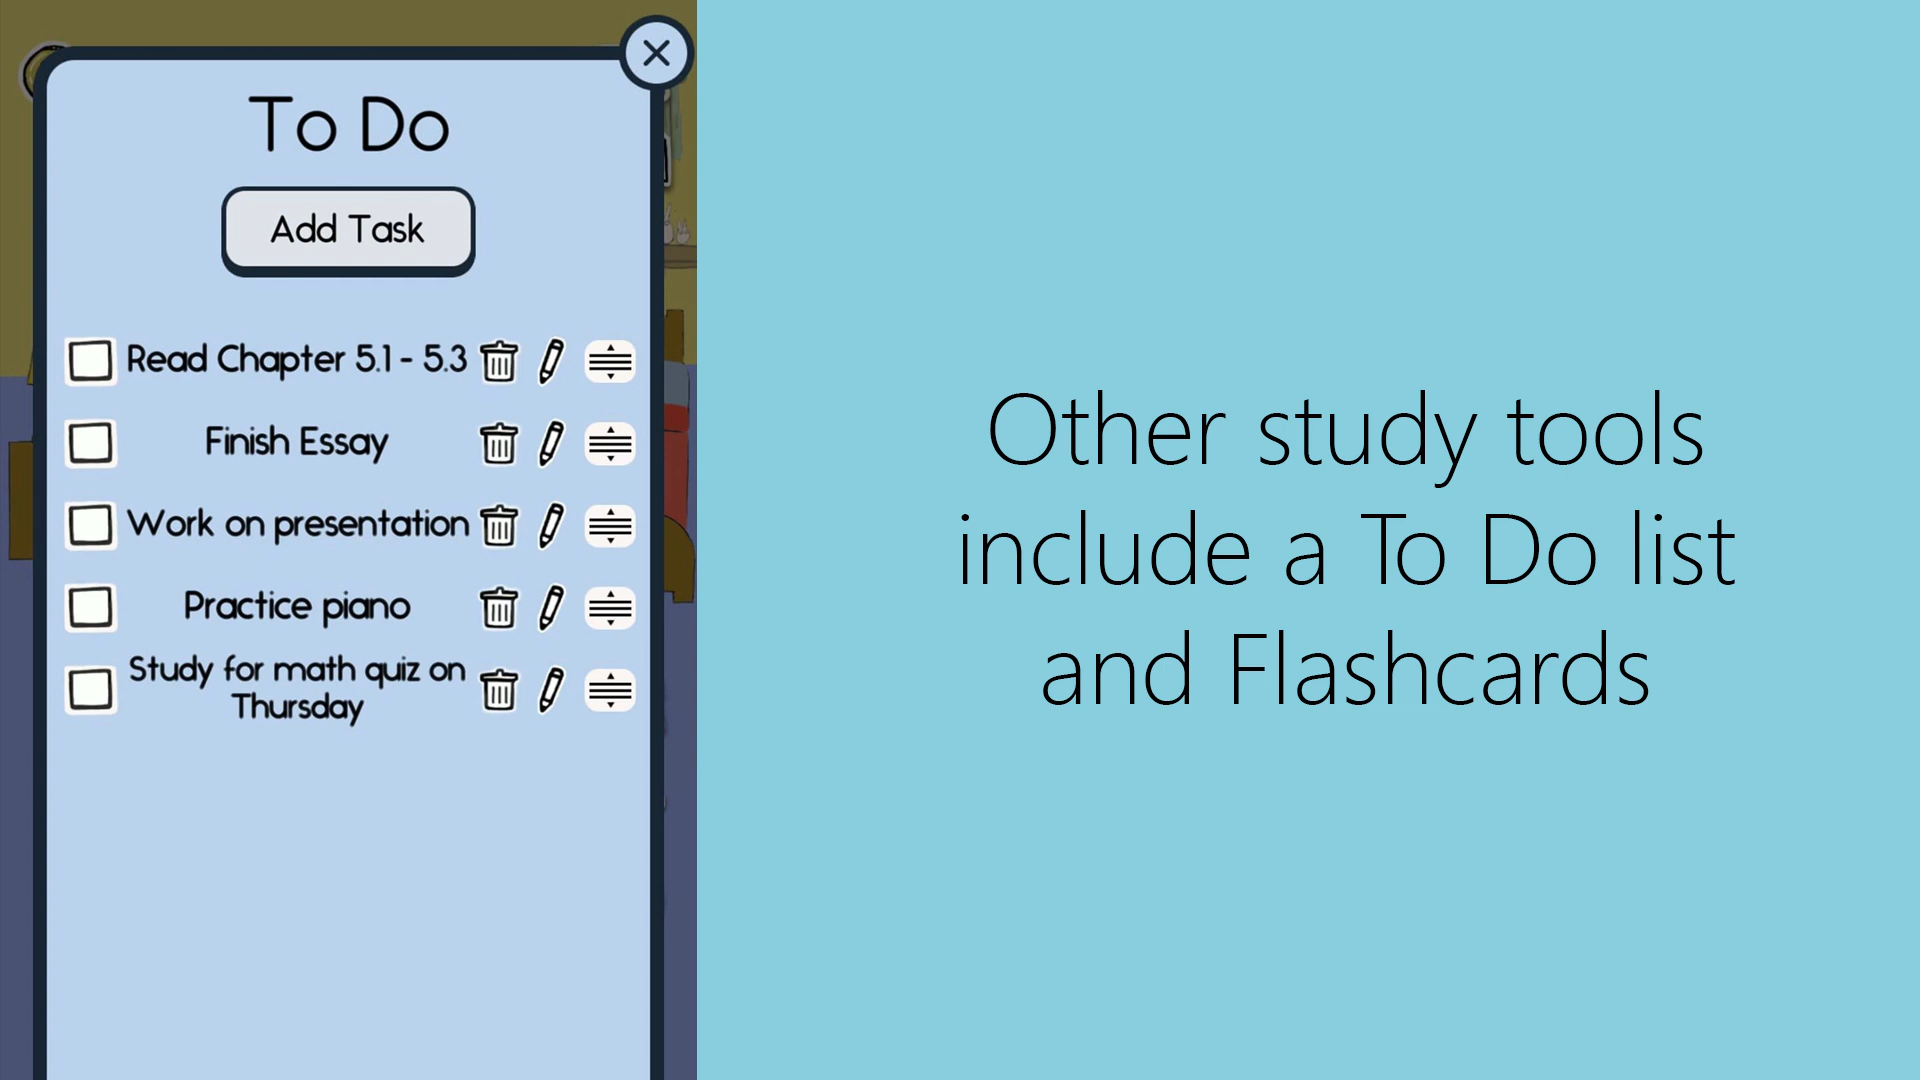 To Do
Add Task
Read Chapter 5.1 - 5.3
Finish Essay
Work on presentation
Practice piano
Study for math quiz on
Thursday
Other study tools
include a To Do list
and Flashcards